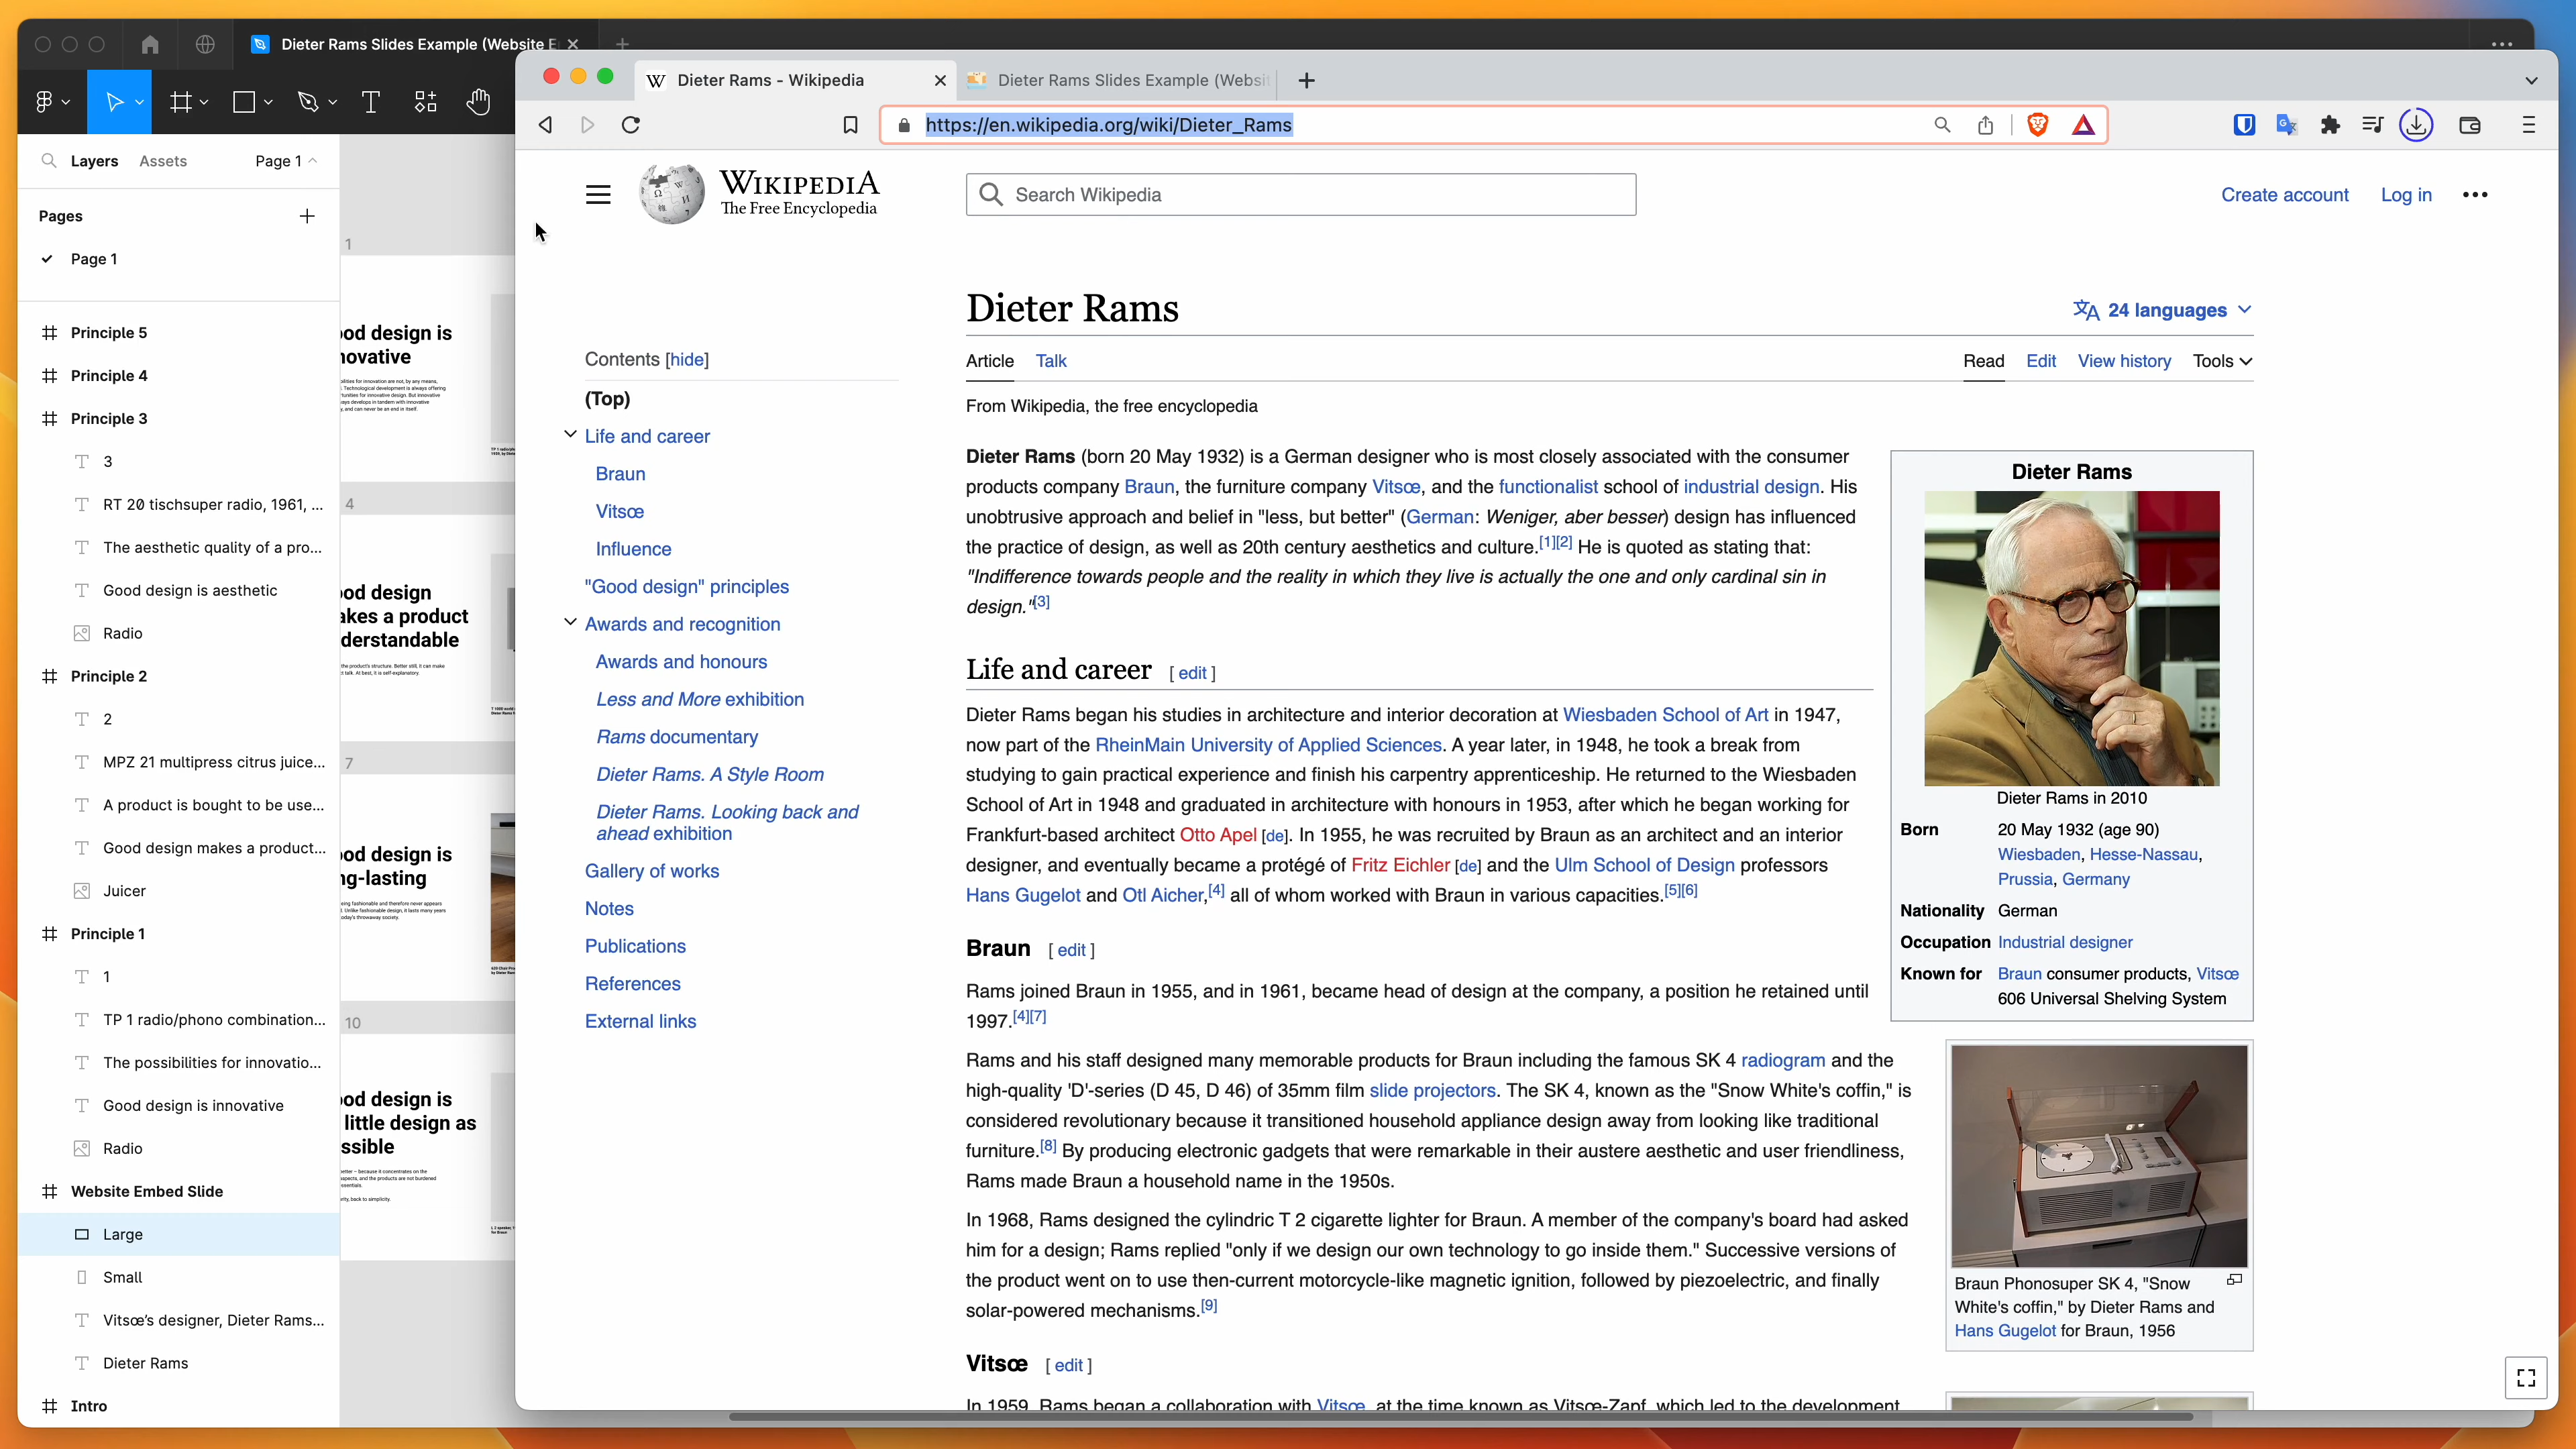 Dieter Rams Slides Example (Website E
Layers
Assets
Page 1
Pages
Page 1
Principle 5
Principle 4
Principle 3
3
RT 20 tischsuper radio, 1961, ...
The aesthetic quality of a pro...
Good design is aesthetic
Radio
Principle 2
2
MPZ 21 multipress citrus juice...
A product is bought to be use...
Good design makes a product...
Juicer
Principle 1
1
TP 1 radio/phono combination...
The possibilities for innovatio...
Good design is innovative
Radio
Website Embed Slide
Large
Small
Vitsœ's designer, Dieter Rams...
Dieter Rams
Intro
1
ood design is
novative
4
ood design
akes a product
derstandable
7
ood design is
ng-lasting
10
ood design is
little design as
ssible
Dieter Rams - Wikipedia
Dieter Rams Slides Example (Websit
https://en.wikipedia.org/wiki/Dieter_Rams
WIKIPEDIA
The Free Encyclopedia
Search Wikipedia
Create account
Log in
Contents [hide]
(Top)
Life and career
Braun
Vitsœ
Influence
"Good design" principles
Awards and recognition
Awards and honours
Less and More exhibition
Rams documentary
Dieter Rams. A Style Room
Dieter Rams. Looking back and
ahead exhibition
Gallery of works
Notes
Publications
References
External links
Dieter Rams
24 languages
Article Talk
Read Edit View history Tools
From Wikipedia, the free encyclopedia
Dieter Rams (born 20 May 1932) is a German designer who is most closely associated with the consumer
products company Braun, the furniture company Vitsœ, and the functionalist school of industrial design. His
unobtrusive approach and belief in "less, but better" (German: Weniger, aber besser) design has influenced
the practice of design, as well as 20th century aesthetics and culture.[1][2] He is quoted as stating that:
"Indifference towards people and the reality in which they live is actually the one and only cardinal sin in
design."[3]
Life and career [ edit ]
Dieter Rams began his studies in architecture and interior decoration at Wiesbaden School of Art in 1947,
now part of the RheinMain University of Applied Sciences. A year later, in 1948, he took a break from
studying to gain practical experience and finish his carpentry apprenticeship. He returned to the Wiesbaden
School of Art in 1948 and graduated in architecture with honours in 1953, after which he began working for
Frankfurt-based architect Otto Apel [de]. In 1955, he was recruited by Braun as an architect and an interior
designer, and eventually became a protégé of Fritz Eichler [de] and the Ulm School of Design professors
Hans Gugelot and Otl Aicher,[4] all of whom worked with Braun in various capacities.[5][6]
Braun [ edit ]
Rams joined Braun in 1955, and in 1961, became head of design at the company, a position he retained until
1997.[4][7]
Rams and his staff designed many memorable products for Braun including the famous SK 4 radiogram and the
high-quality 'D'-series (D 45, D 46) of 35mm film slide projectors. The SK 4, known as the "Snow White's coffin," is
considered revolutionary because it transitioned household appliance design away from looking like traditional
furniture.[8] By producing electronic gadgets that were remarkable in their austere aesthetic and user friendliness,
Rams made Braun a household name in the 1950s.
In 1968, Rams designed the cylindric T 2 cigarette lighter for Braun. A member of the company's board had asked
him for a design; Rams replied "only if we design our own technology to go inside them." Successive versions of
the product went on to use then-current motorcycle-like magnetic ignition, followed by piezoelectric, and finally
solar-powered mechanisms.[9]
Vitsœ [ edit ]
In 1959, Rams began a collaboration with Vitsœ, at the time known as Vitsœ-Zapf, which led to the development
Dieter Rams
Dieter Rams in 2010
Born 20 May 1932 (age 90)
Wiesbaden, Hesse-Nassau,
Prussia, Germany
Nationality German
Occupation Industrial designer
Known for Braun consumer products, Vitsœ
606 Universal Shelving System
Braun Phonosuper SK 4, "Snow
White's coffin," by Dieter Rams and
Hans Gugelot for Braun, 1956